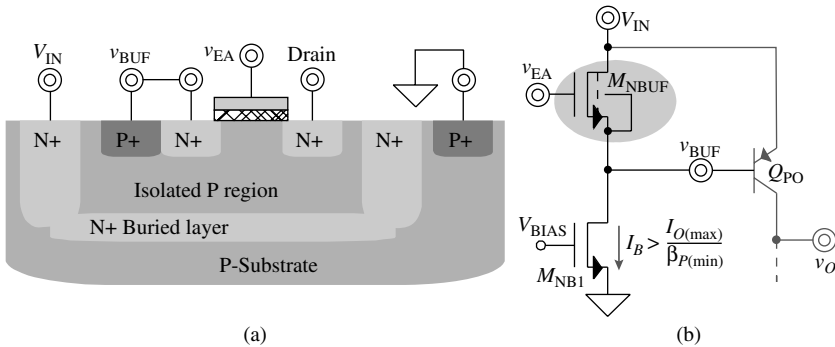 V_IN v_BUF v_EA Drain
N+ P+ N+ N+ N+ P+
Isolated P region
N+ Buried layer
P-Substrate
(a)
V_IN
v_EA
M_NBUF
v_BUF
Q_PO
V_BIAS
I_B > I_O(max) / β_P(min)
M_NB1
v_O
(b)